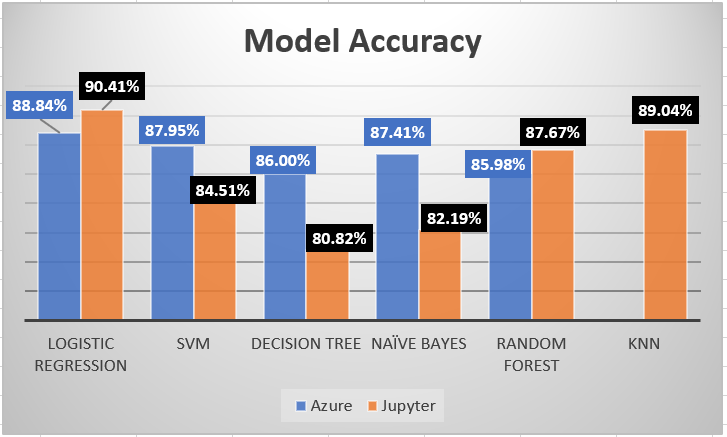 Model Accuracy
88.84%
90.41%
87.95%
84.51%
86.00%
80.82%
87.41%
82.19%
85.98%
87.67%
89.04%
LOGISTIC REGRESSION
SVM
DECISION TREE
NAÏVE BAYES
RANDOM FOREST
KNN
Azure
Jupyter